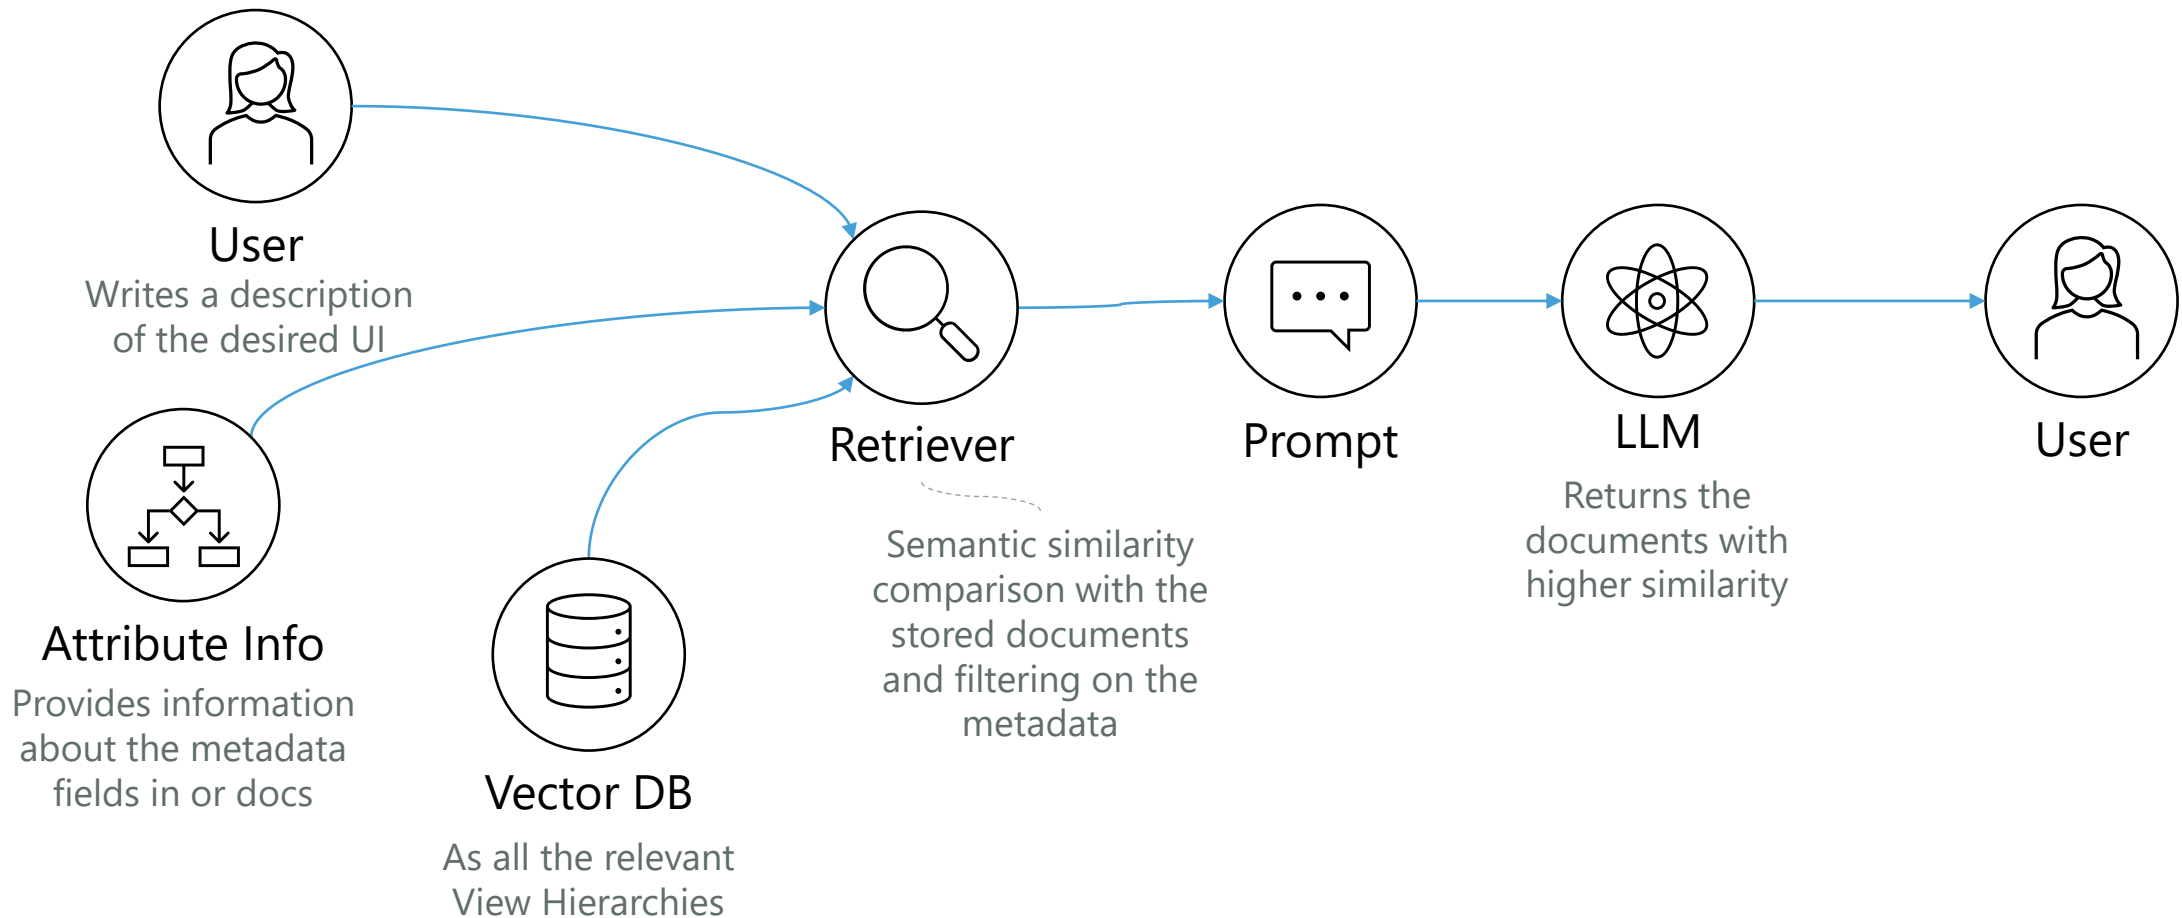 User
Writes a description
of the desired UI
Attribute Info
Provides information
about the metadata
fields in or docs
Vector DB
As all the relevant
View Hierarchies
Retriever
Semantic similarity
comparison with the
stored documents
and filtering on the
metadata
Prompt
LLM
Returns the
documents with
higher similarity
User